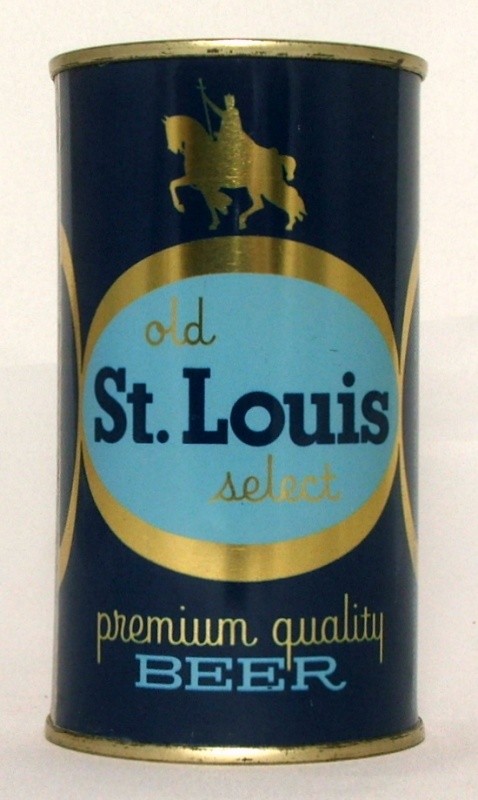 old
St. Louis
select
premium quality
BEER